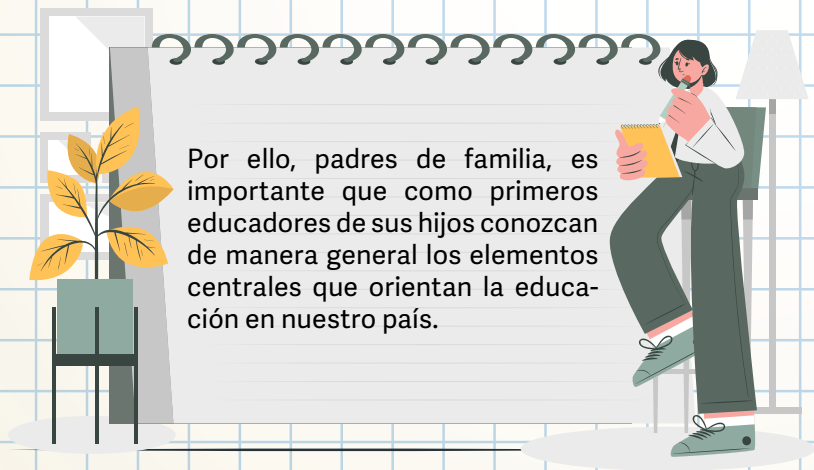 Por ello, padres de familia, es
importante que como primeros
educadores de sus hijos conozcan
de manera general los elementos
centrales que orientan la educa-
ción en nuestro país.